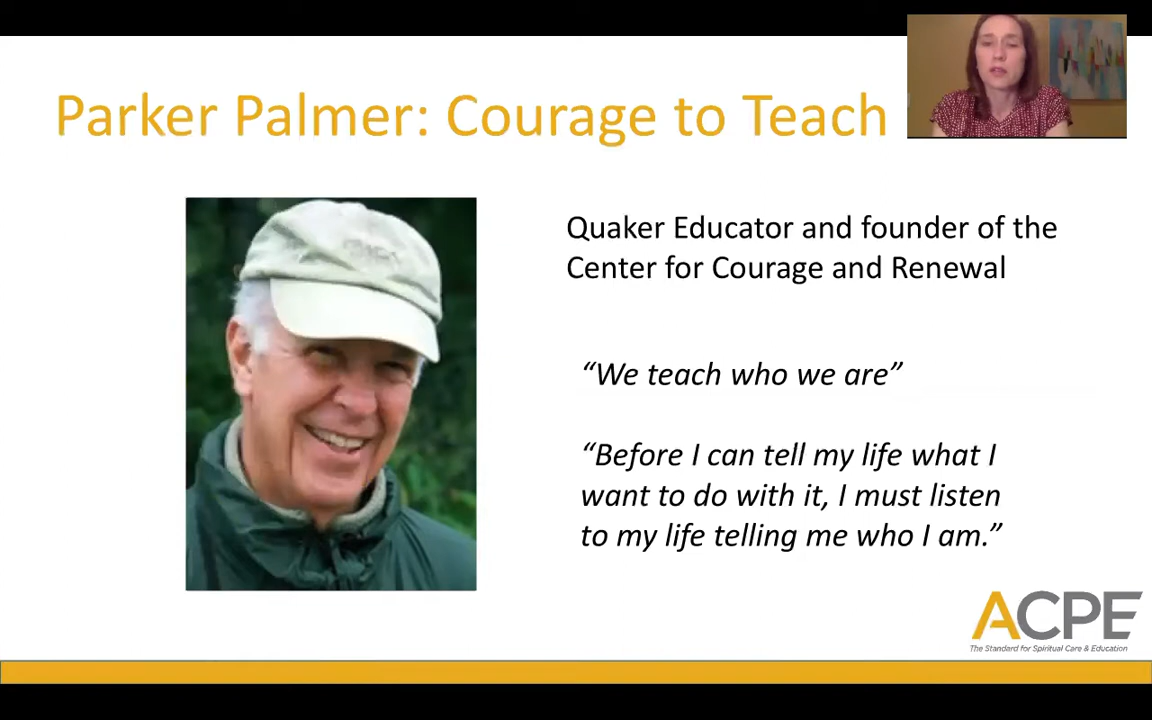 Parker Palmer: Courage to Teach
Quaker Educator and founder of the
Center for Courage and Renewal
“We teach who we are”
“Before I can tell my life what I
want to do with it, I must listen
to my life telling me who I am.”
ACPE
The Standard for Spiritual Care & Education